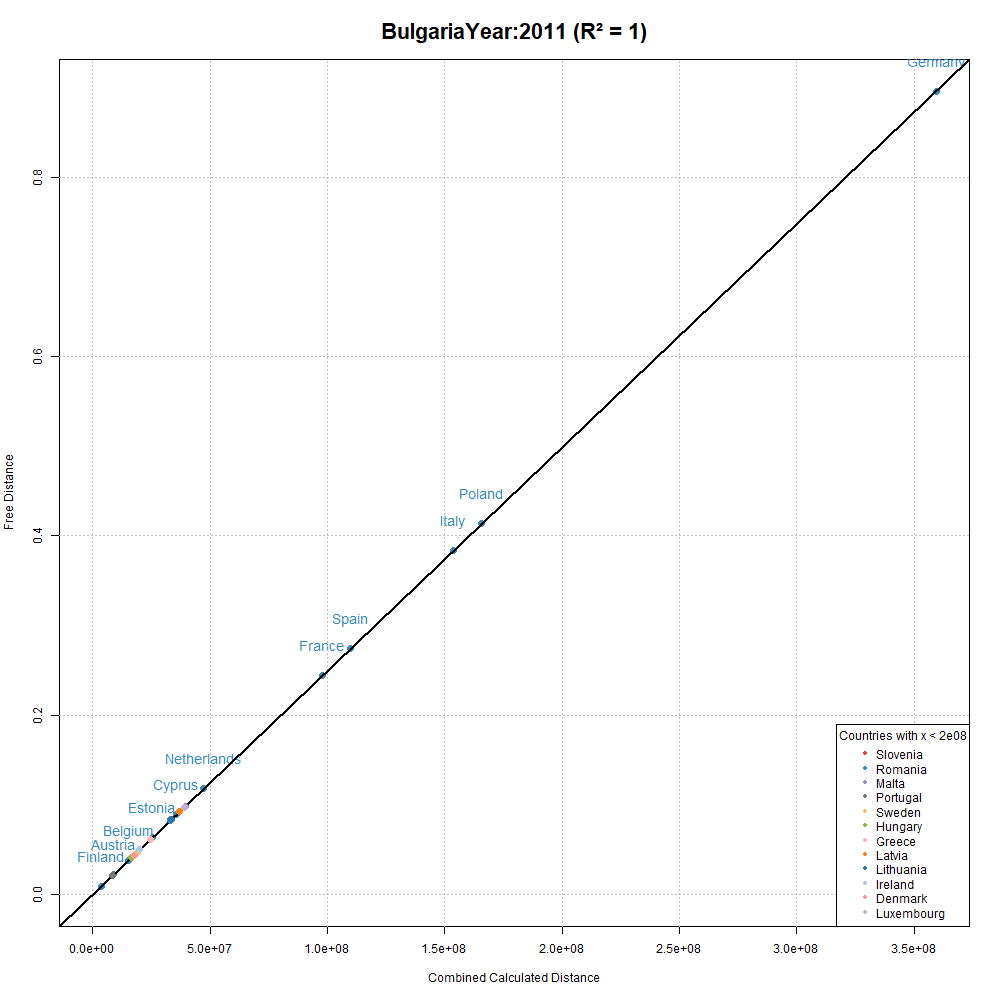 BulgariaYear:2011 (R² = 1)
Germany
0.8
0.6
Free Distance
Poland
Italy
0.4
Spain
France
0.2
Netherlands
Cyprus
Estonia
Belgium
Austria
Finland
0.0
Countries with x < 2e08
Slovenia
Romania
Malta
Portugal
Sweden
Hungary
Greece
Latvia
Lithuania
Ireland
Denmark
Luxembourg
0.0e+00 5.0e+07 1.0e+08 1.5e+08 2.0e+08 2.5e+08 3.0e+08 3.5e+08
Combined Calculated Distance